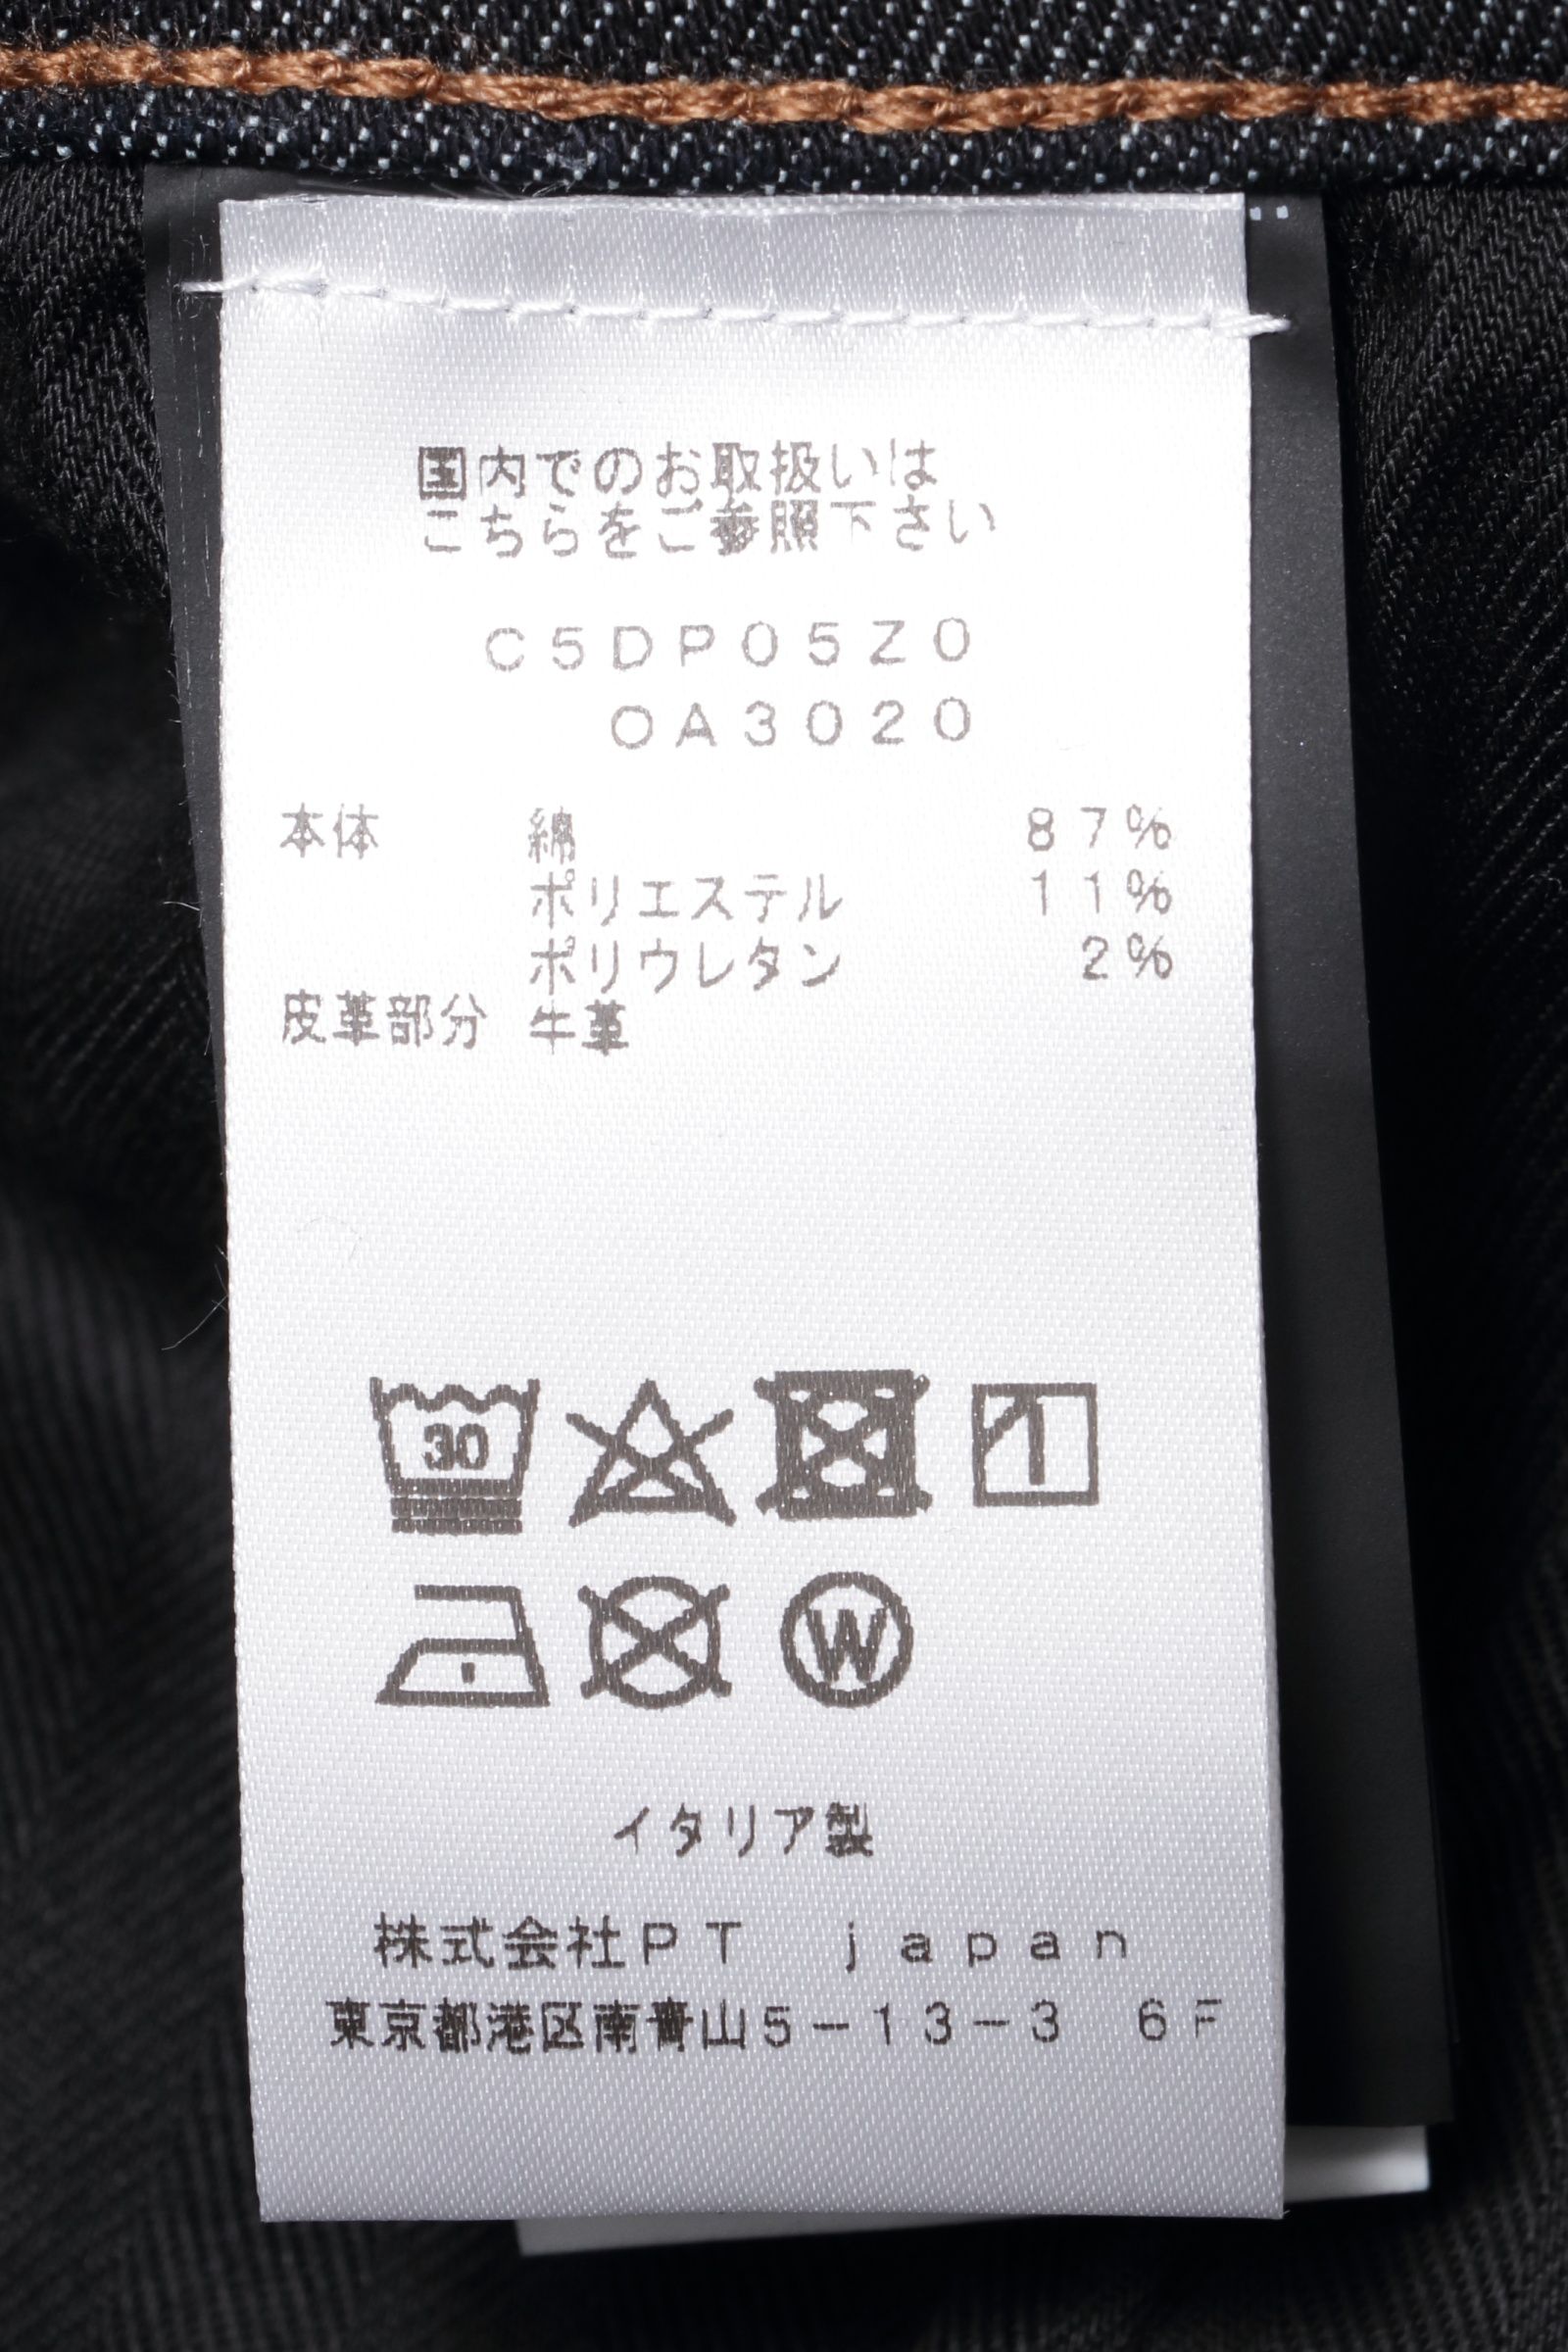 国内でのお取扱いは
こちらをご参照下さい
C5DP05Z0
OA3020
本体 綿 87%
ポリエステル 11%
ポリウレタン 2%
皮革部分 牛革
30
W
イタリア製
株式会社PT japan
東京都港区南青山5-13-3 6F